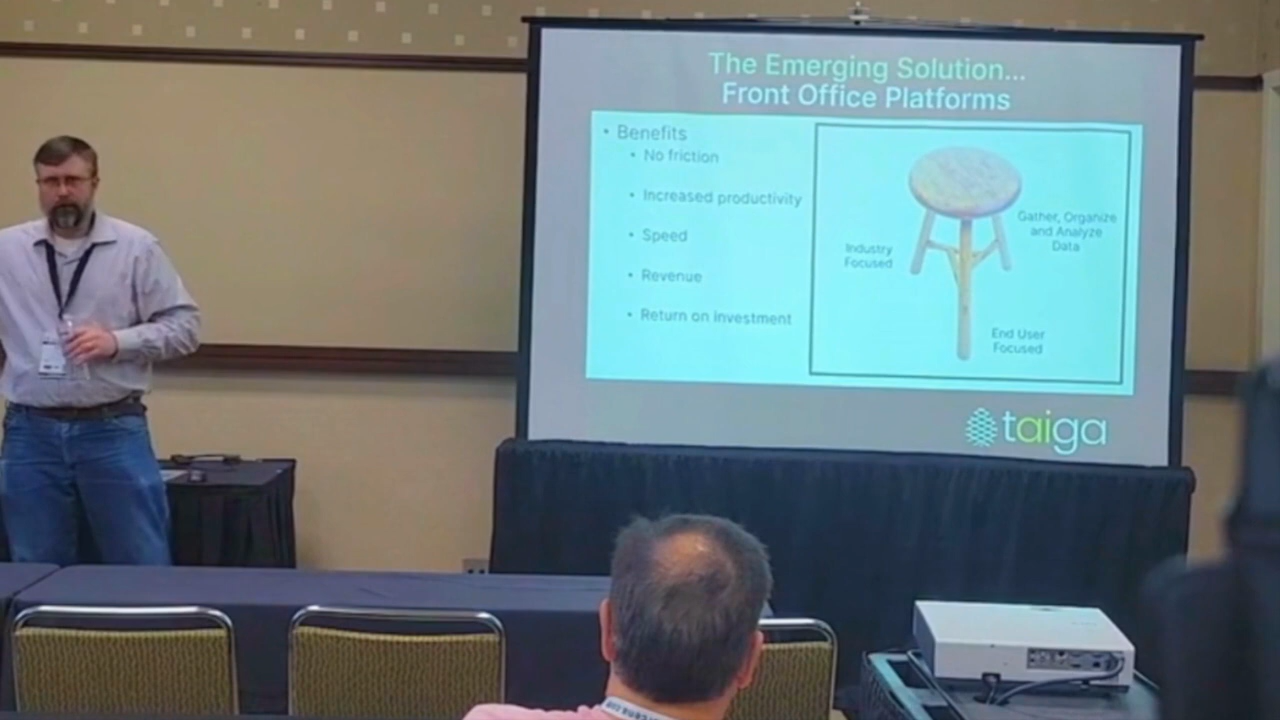 The Emerging Solution...
Front Office Platforms
• Benefits
• No friction
• Increased productivity
• Speed
• Revenue
• Return on investment
Industry
Focused
Gather, Organize
and Analyze
Data
End User
Focused
taiga